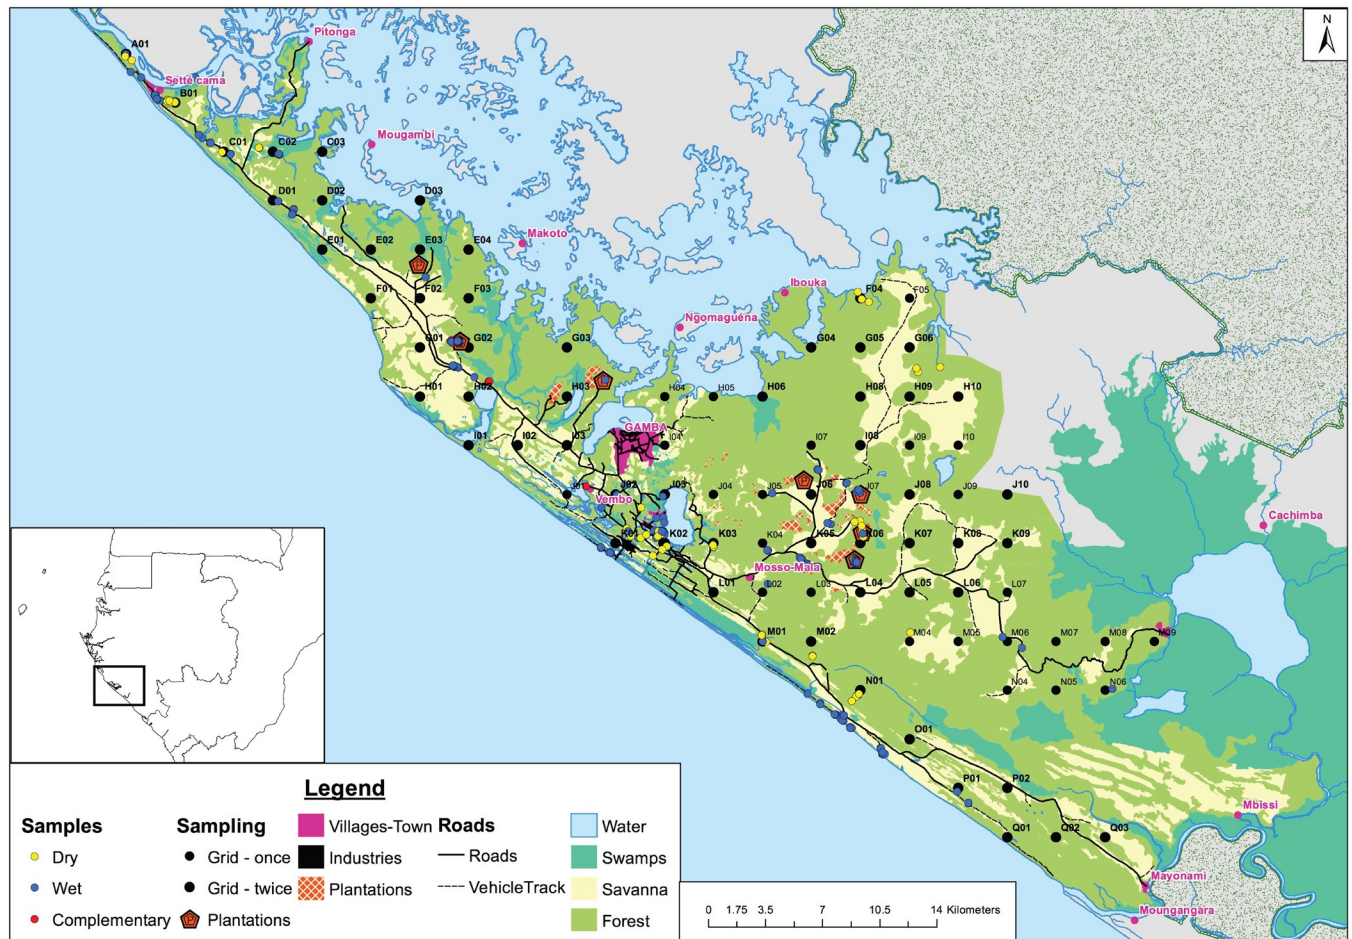 N
Pitonga
A01
Setté cama
B01
Mougambi
C01
C02
C03
D01
D02
D03
Makoto
E01
E02
E03
E04
Ibouka
F01
F02
F03
F04
F05
Ngomaguéna
G01
G02
G03
G04
G05
G06
H01
H02
H03
H04
H05
H06
H08
H09
H10
GAMBA
I01
I02
I03
I04
I07
I08
I09
I10
J01
J02
J03
J04
J05
J06
J07
J08
J09
J10
Vembo
Cachimba
K01
K02
K03
K04
K05
K06
K07
K08
K09
Mosso-Mala
L01
L02
L03
L04
L05
L06
L07
M01
M02
M04
M05
M06
M07
M08
M09
N01
N04
N05
N06
O01
P01
P02
Mbissi
Q01
Q02
Q03
Mayonami
Moungangara
Legend
Samples
Dry
Wet
Complementary
Sampling
Grid - once
Grid - twice
P Plantations
Villages-Town
Industries
Plantations
Roads
Roads
VehicleTrack
Water
Swamps
Savanna
Forest
0 1.75 3.5 7 10.5 14 Kilometers